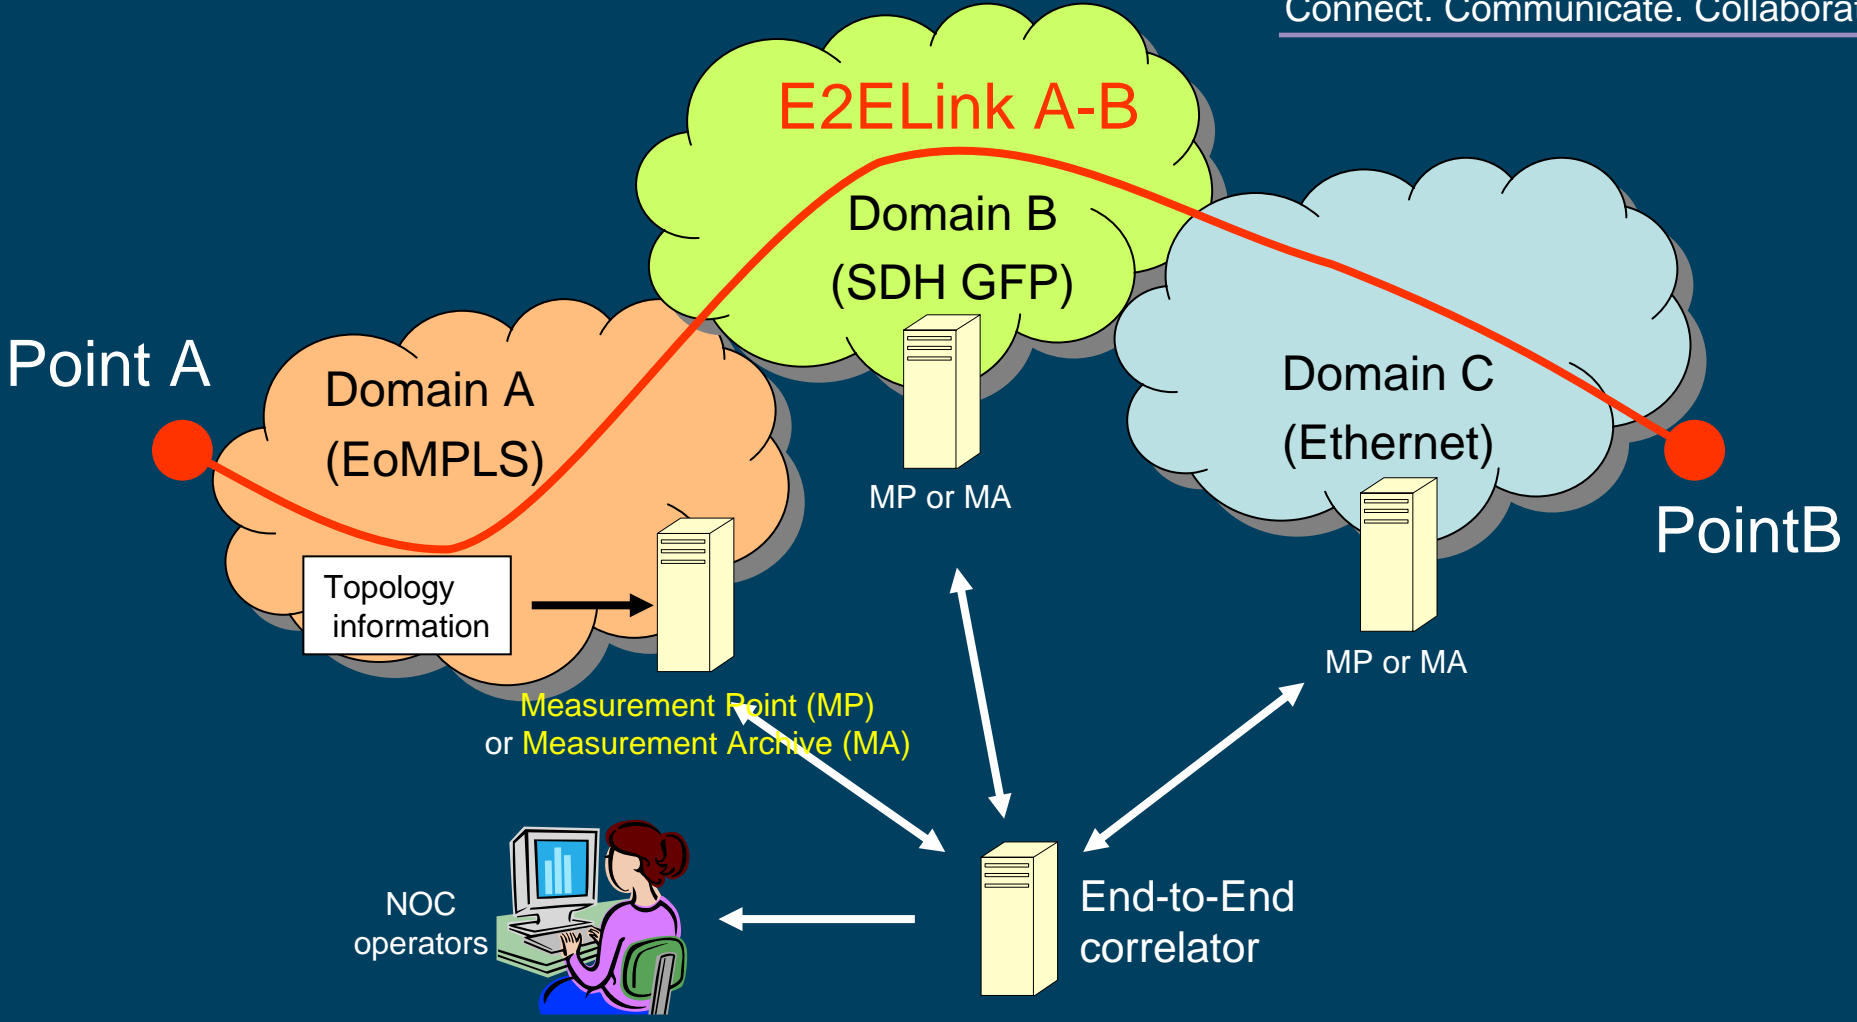 Connect. Communicate. Collaborat
E2ELink A-B
Domain B
(SDH GFP)
Point A
Domain A
(EoMPLS)
Domain C
(Ethernet)
MP or MA
PointB
Topology
information
MP or MA
Measurement Point (MP)
or Measurement Archive (MA)
NOC
operators
End-to-End
correlator